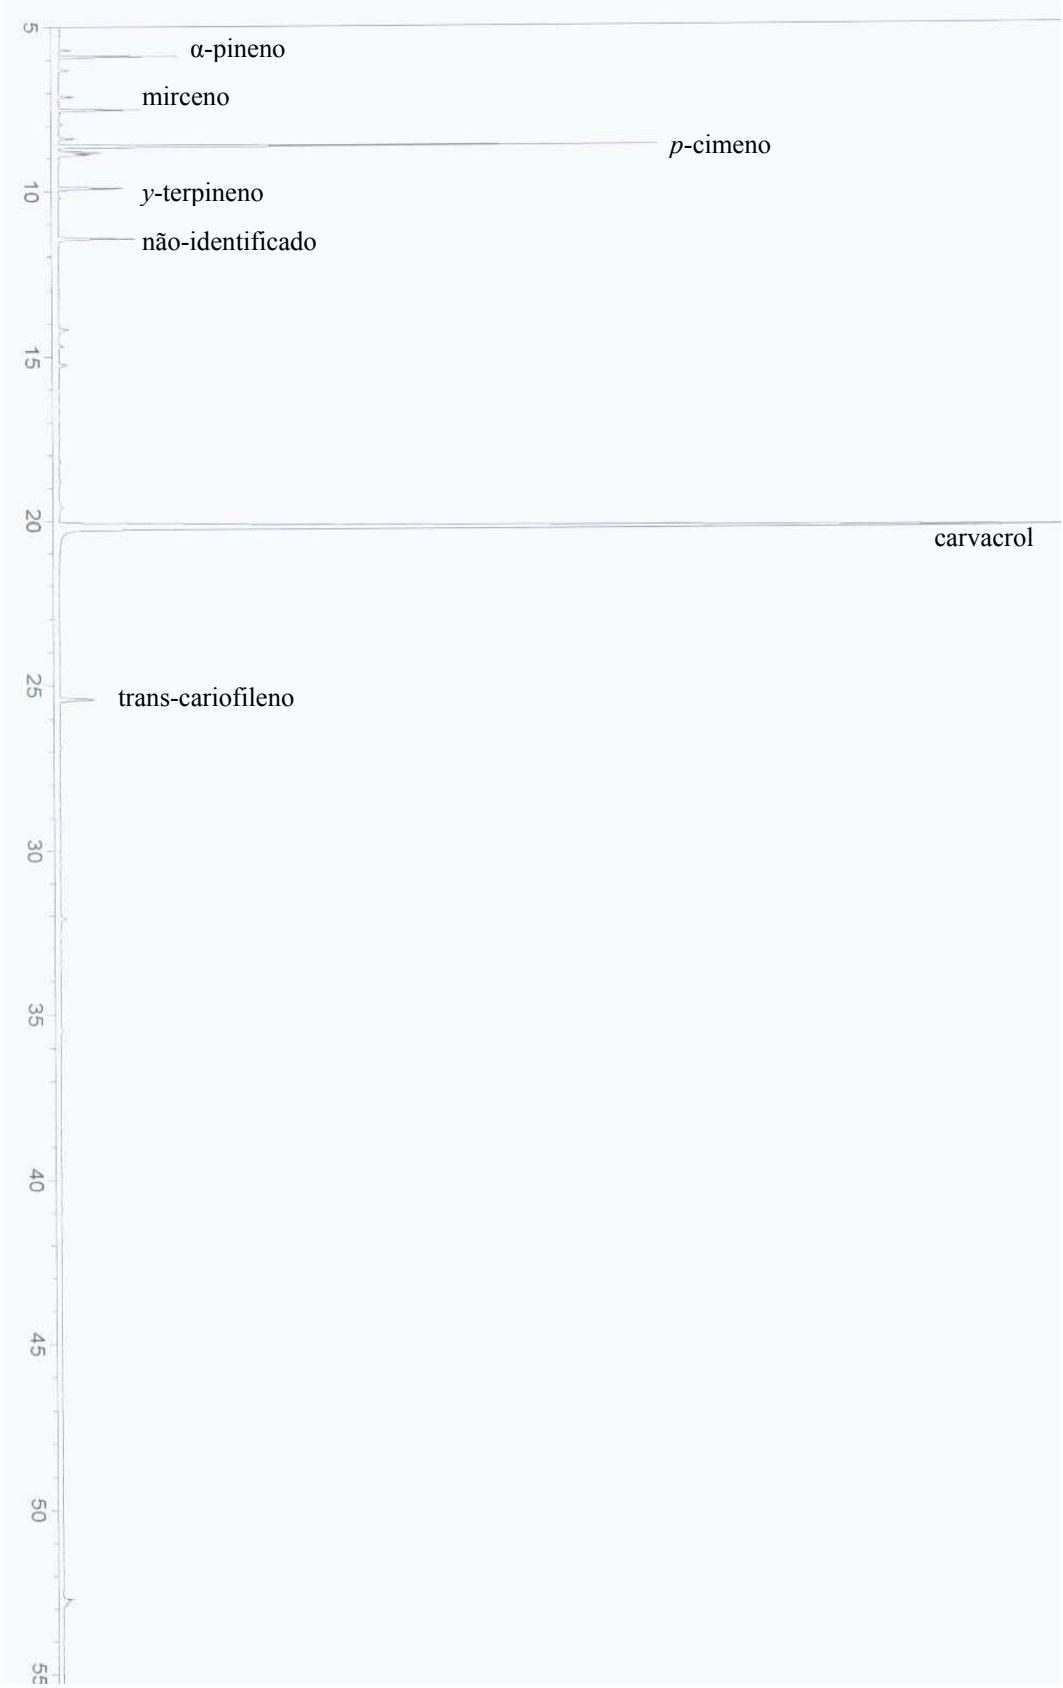 5
α-pineno
mirceno
p-cimeno
10
y-terpineno
não-identificado
15
20
carvacrol
25
trans-cariofileno
30
35
40
45
50
55